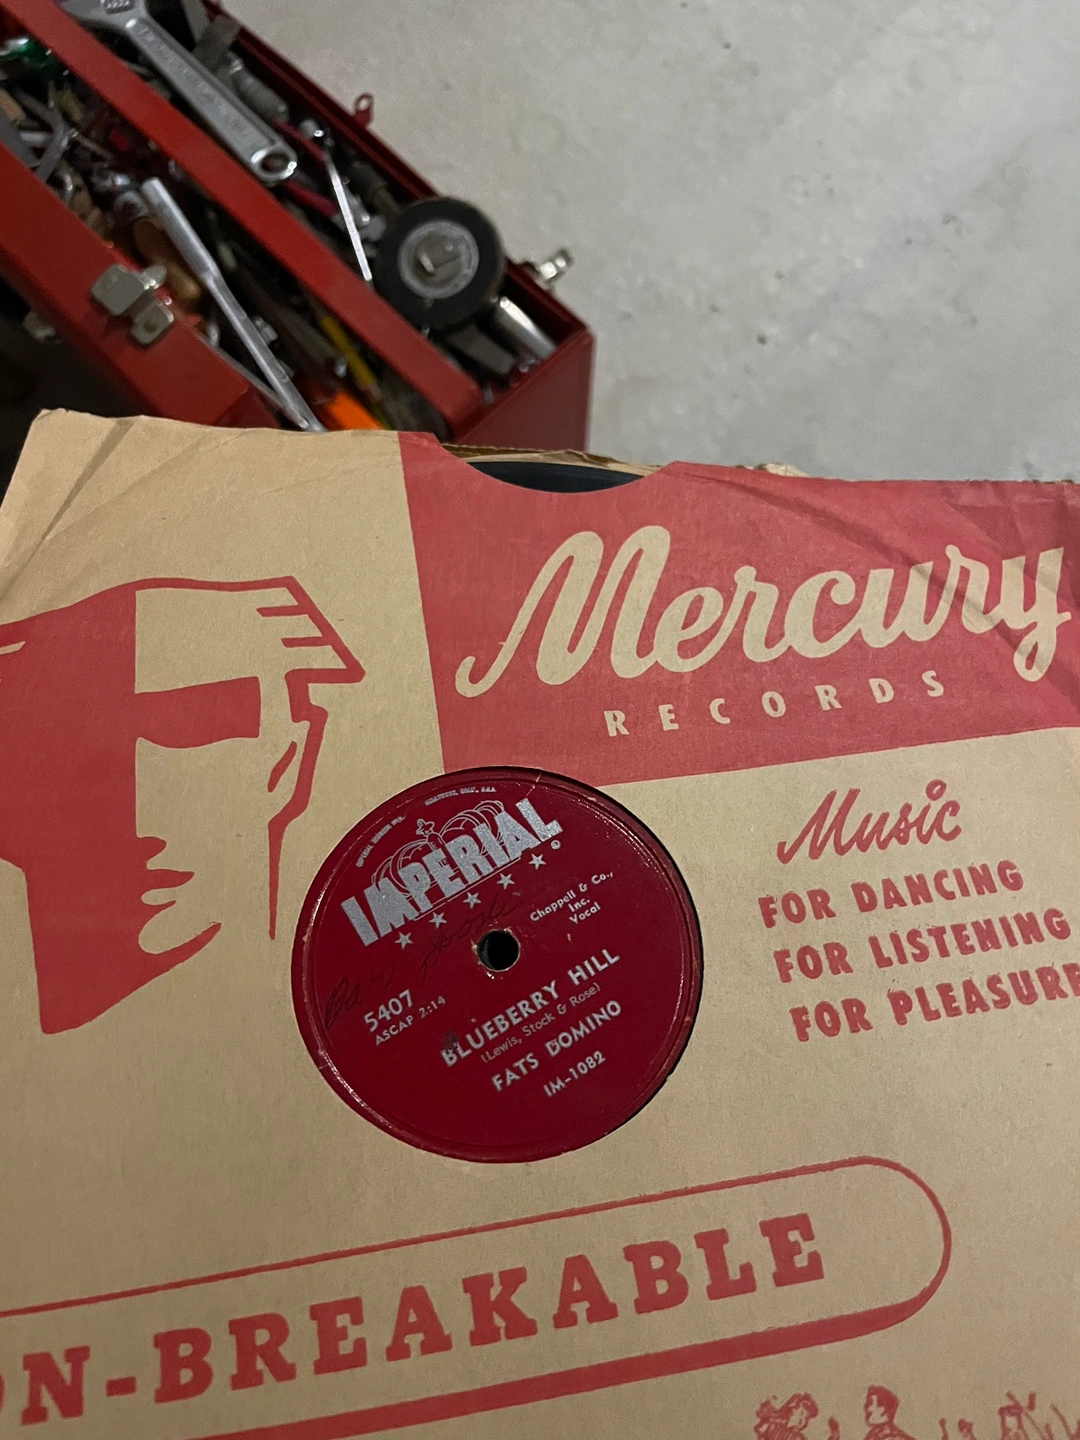 Mercury
RECORDS
Music
FOR DANCING
FOR LISTENING
FOR PLEASURE
IMPERIAL
Chappell & Co.,
Inc.
Vocal
5407
ASCAP 2:14
BLUEBERRY HILL
(Lewis, Stock & Rose)
FATS DOMINO
IM-1082
N-BREAKABLE